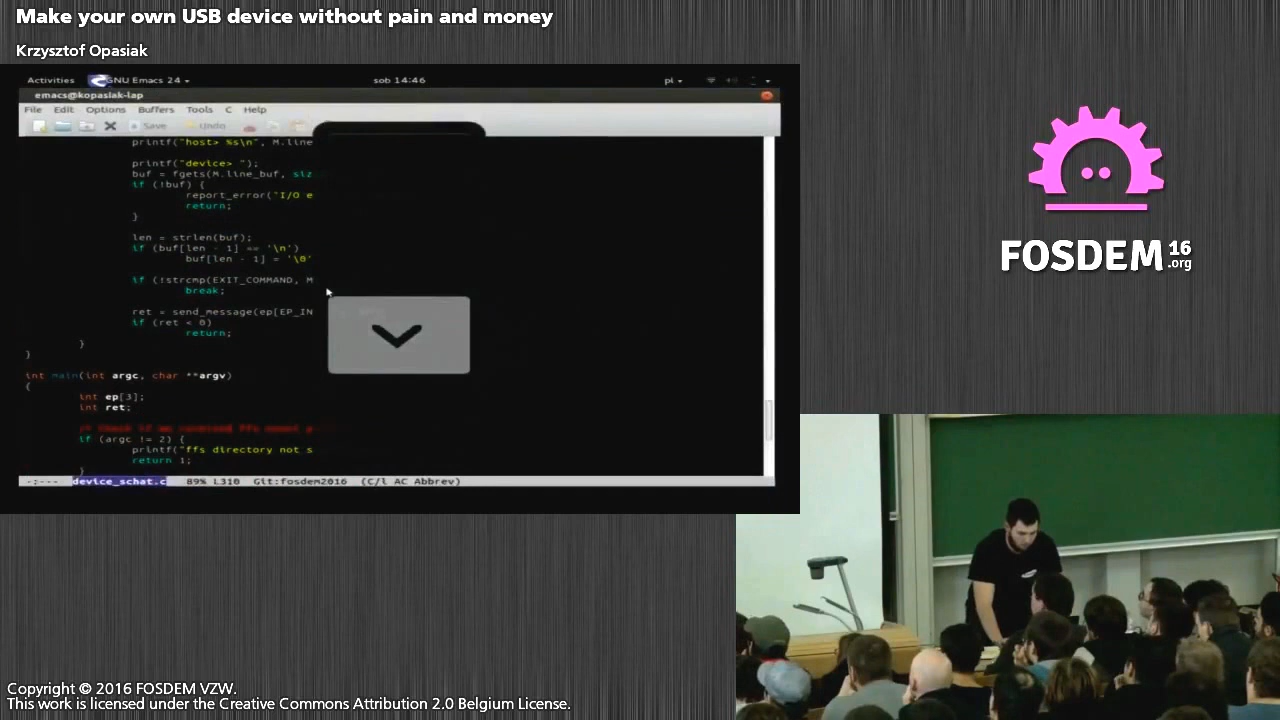 Make your own USB device without pain and money
Krzysztof Opasiak
Activities GNU Emacs 24 sob 14:46 pl
emacs@kopasiak-lap
File Edit Options Buffers Tools C Help
Save Undo
printf("host> %s\n", M.line
printf("device> ");
buf = fgets(M.line_buf, siz
if (!buf) {
report_error("I/O e
return;
}
len = strlen(buf);
if (buf[len - 1] == '\n')
buf[len - 1] = '\0'
if (!strcmp(EXIT_COMMAND, M
break;
ret = send_message(ep[EP_IN
if (ret < 0)
return;
}
}
int main(int argc, char **argv)
{
int ep[3];
int ret;
if (argc != 2) {
printf("ffs directory not s
return 1;
}
-:--- device_schat.c 89% L310 Git:fosdem2016 (C/l AC Abbrev)
FOSDEM 16 .org
Copyright © 2016 FOSDEM VZW.
This work is licensed under the Creative Commons Attribution 2.0 Belgium License.